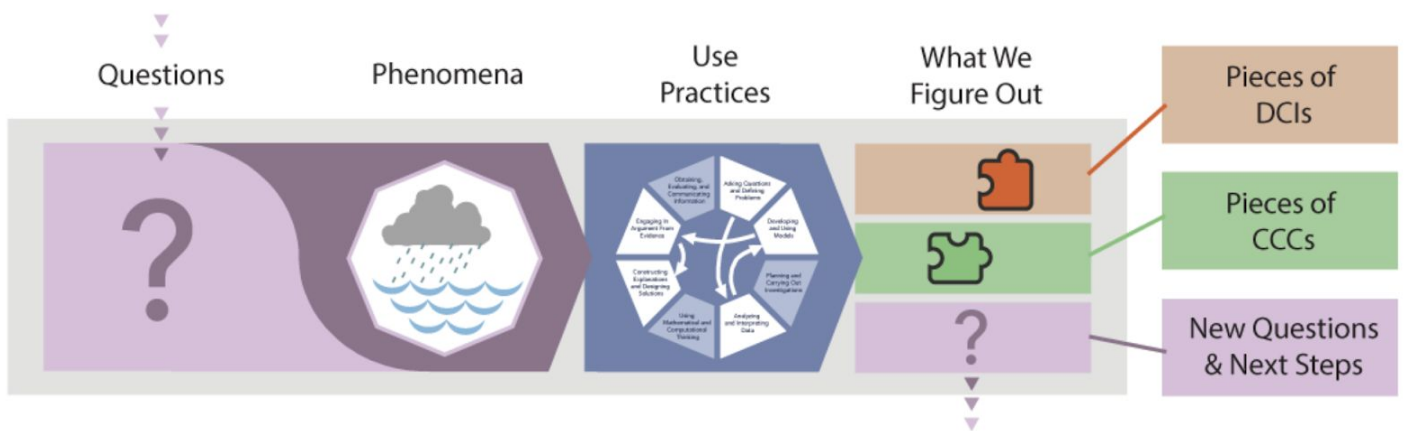 Questions
Phenomena
Use
Practices
What We
Figure Out
Pieces of
DCIs
Pieces of
CCCs
New Questions
& Next Steps
?
Obtaining,
Evaluating, and
Communicating
Information
Asking Questions
and Defining
Problems
Engaging in
Argument From
Evidence
Developing
and Using
Models
Constructing
Explanations
and Designing
Solutions
Planning and
Carrying Out
Investigations
Using
Mathematical and
Computational
Thinking
Analyzing
and Interpreting
Data
?